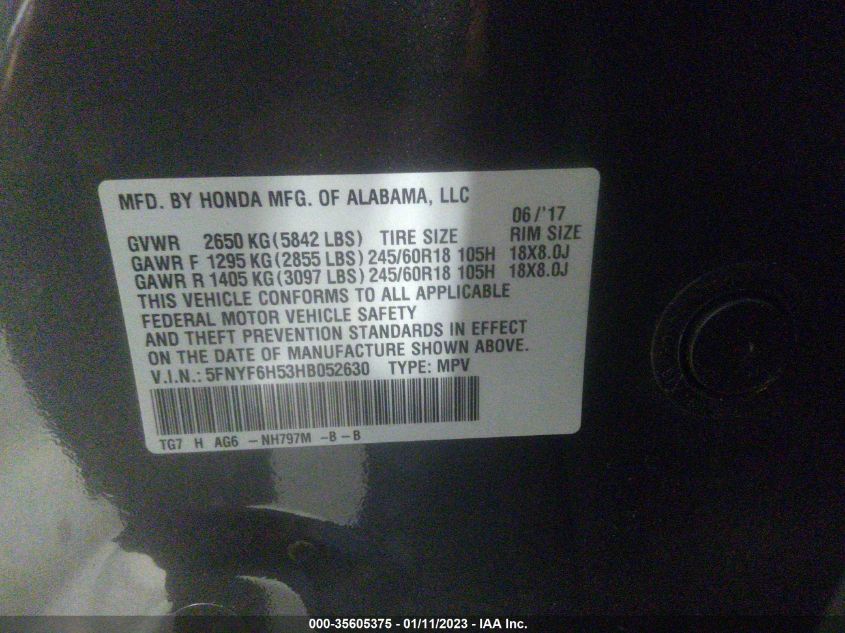 MFD. BY HONDA MFG. OF ALABAMA, LLC
06/'17
GVWR 2650 KG(5842 LBS) TIRE SIZE RIM SIZE
GAWR F 1295 KG(2855 LBS) 245/60R18 105H 18X8.0J
GAWR R 1405 KG(3097 LBS) 245/60R18 105H 18X8.0J
THIS VEHICLE CONFORMS TO ALL APPLICABLE
FEDERAL MOTOR VEHICLE SAFETY
AND THEFT PREVENTION STANDARDS IN EFFECT
ON THE DATE OF MANUFACTURE SHOWN ABOVE.
V.I.N.: 5FNYF6H53HB052630 TYPE: MPV
TG7 H AG6 -NH797M -B-B
000-35605375 - 01/11/2023 - IAA Inc.